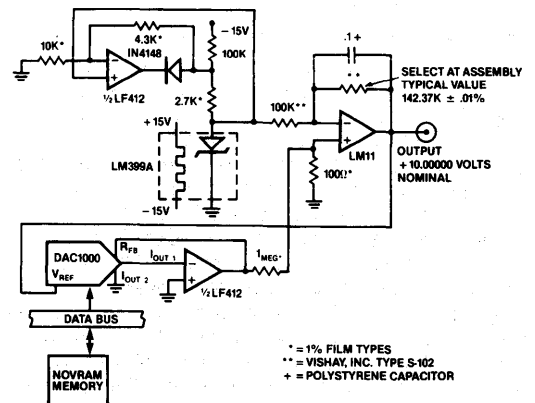 10K*
4.3K*
IN4148
½ LF412
−15V
100K
2.7K*
+15V
LM399A
−15V
100K**
.1 +
**
SELECT AT ASSEMBLY
TYPICAL VALUE
142.37K ± .01%
−
+
LM11
100Ω*
OUTPUT
+ 10.00000 VOLTS
NOMINAL
DAC1000
VREF
RFB
IOUT 1
IOUT 2
½ LF412
1MEG*
DATA BUS
NOVRAM
MEMORY
* = 1% FILM TYPES
** = VISHAY, INC. TYPE S-102
+ = POLYSTYRENE CAPACITOR